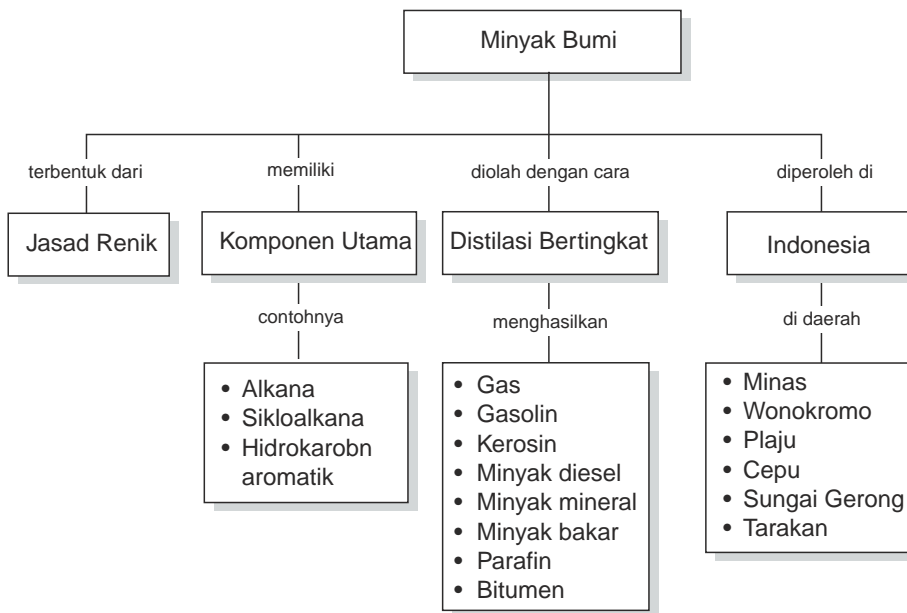 Minyak Bumi
terbentuk dari
memiliki
diolah dengan cara
diperoleh di
Jasad Renik
Komponen Utama
Distilasi Bertingkat
Indonesia
contohnya
menghasilkan
di daerah
• Alkana
• Sikloalkana
• Hidrokarobn
aromatik
• Gas
• Gasolin
• Kerosin
• Minyak diesel
• Minyak mineral
• Minyak bakar
• Parafin
• Bitumen
• Minas
• Wonokromo
• Plaju
• Cepu
• Sungai Gerong
• Tarakan